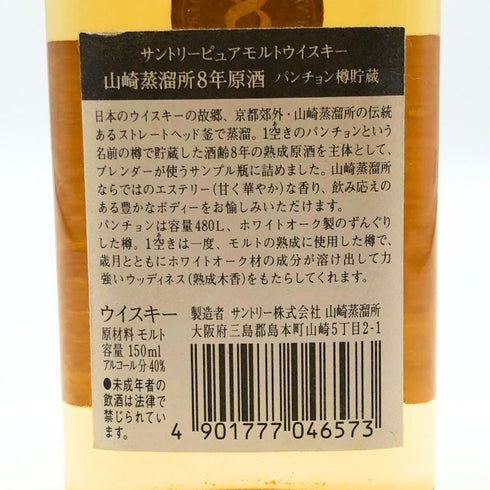 8
サントリーピュアモルトウイスキー
山崎蒸溜所8年原酒 パンチョン樽貯蔵
日本のウイスキーの故郷、京都郊外・山崎蒸溜所の伝統
あるストレートヘッド釜で蒸溜。1空きのパンチョンという
名前の樽で貯蔵した酒齢8年の熟成原酒を主体として、
ブレンダーが使うサンプル瓶に詰めました。山崎蒸溜所
ならではのエステリー(甘く華やか)な香り、飲み応えの
ある豊かなボディーをお愉しみいただけます。
パンチョンは容量480L、ホワイトオーク製のずんぐり
した樽。1空きは一度、モルトの熟成に使用した樽で、
歳月とともにホワイトオーク材の成分が溶け出して力
強いウッディネス(熟成木香)をもたらしてくれます。
ウイスキー
原材料 モルト
容量 150ml
アルコール分40%
●未成年者の
飲酒は法律で
禁じられてい
ます。
製造者 サントリー株式会社 山崎蒸溜所
大阪府三島郡島本町山崎5丁目2-1
4 901777 046573